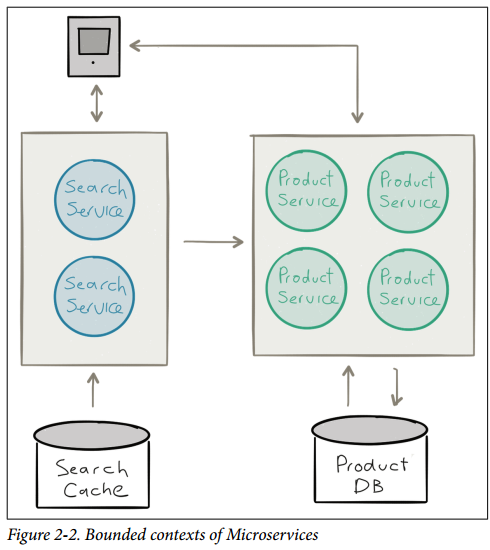 Search
Service
Search
Service
Product
Service
Product
Service
Product
Service
Product
Service
Search
Cache
Product
DB
Figure 2-2. Bounded contexts of Microservices